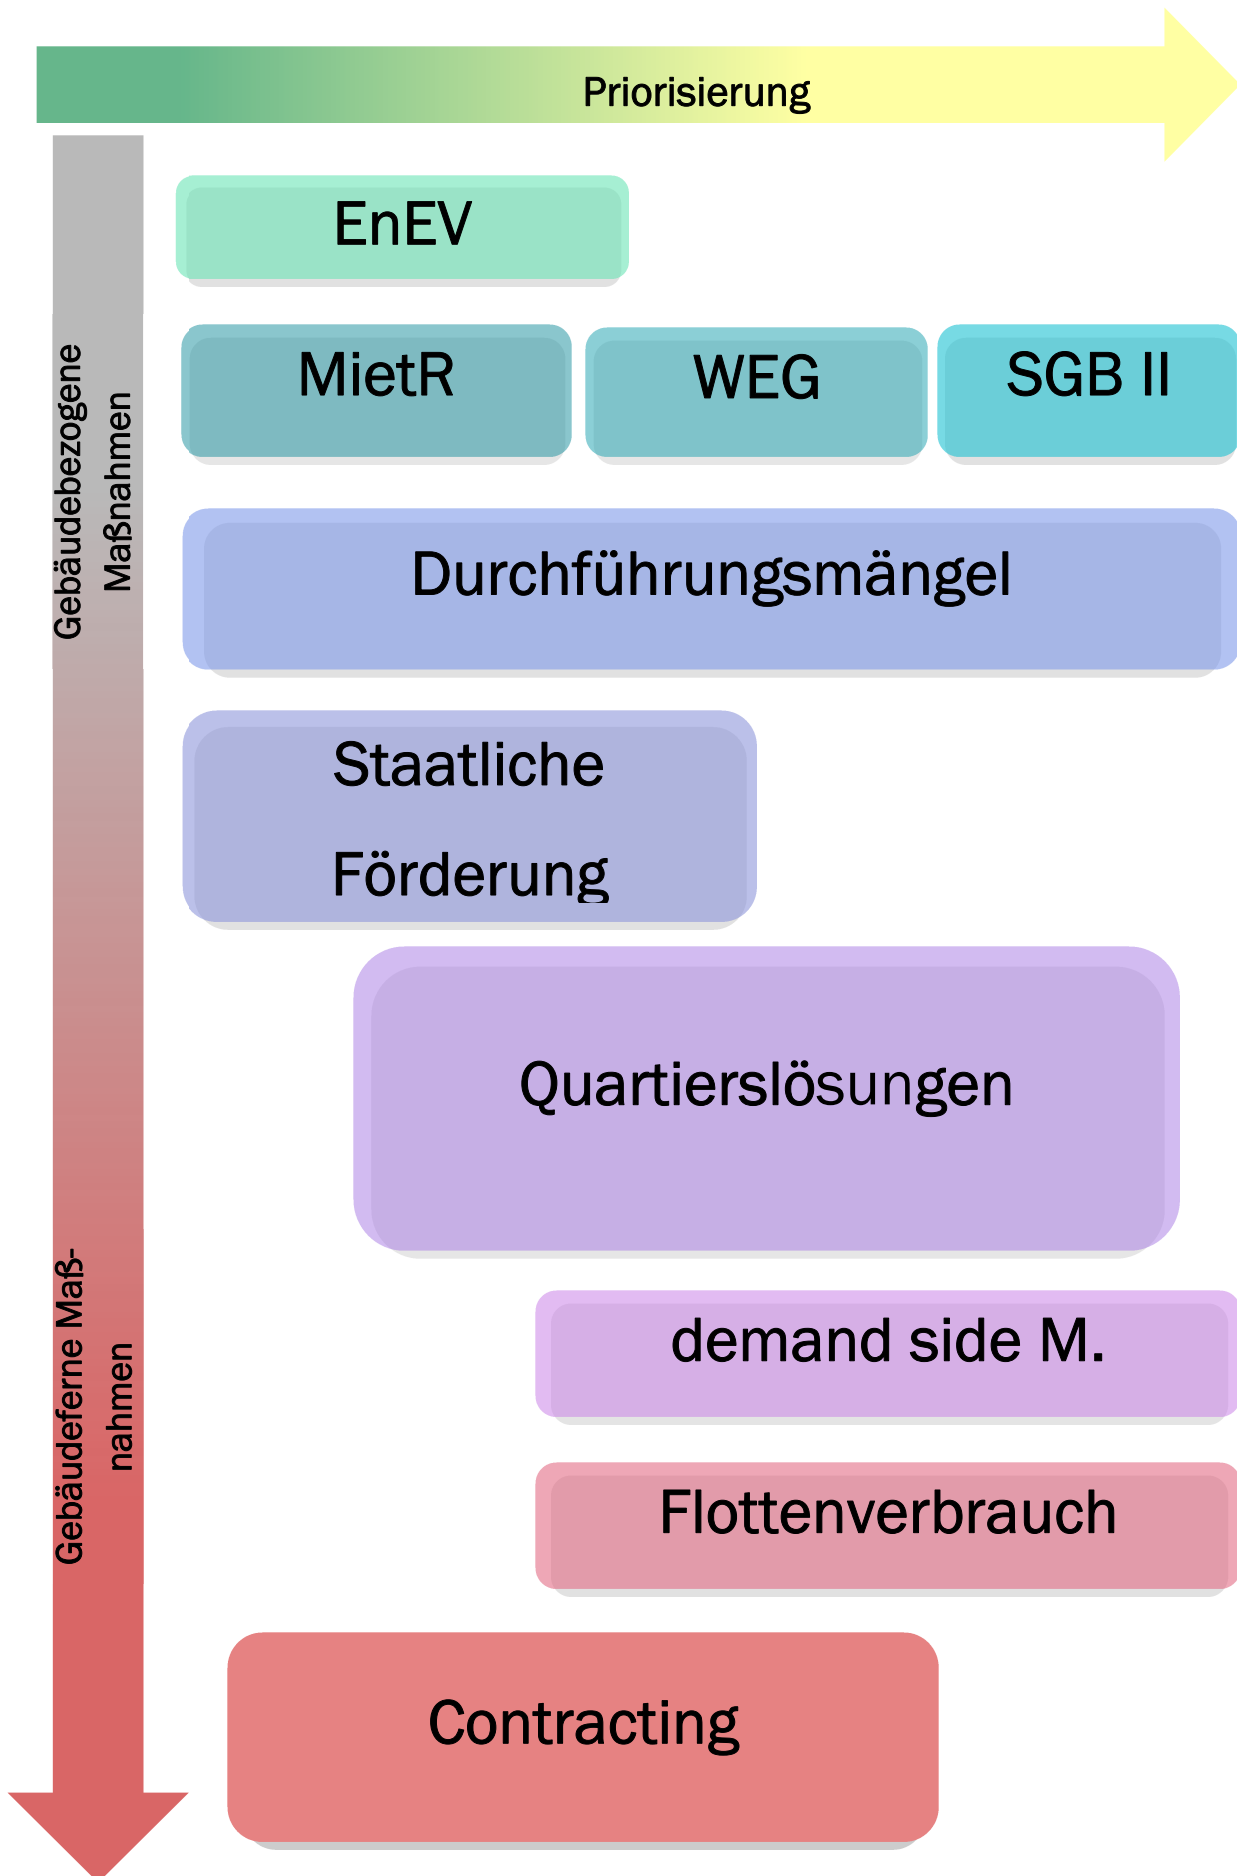 Priorisierung
EnEV
MietR
WEG
SGB II
Gebäudebezogene
Maßnahmen
Durchführungsmängel
Staatliche
Förderung
Quartierslösungen
Gebäudeferne Maß-
nahmen
demand side M.
Flottenverbrauch
Contracting